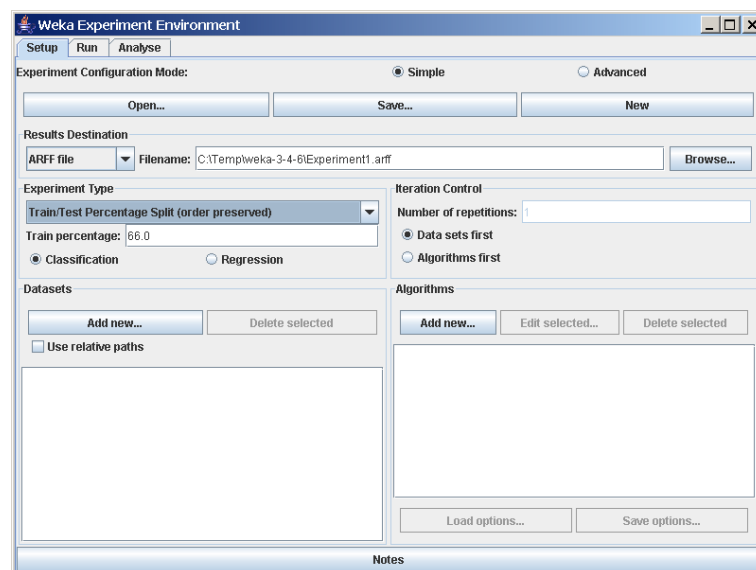 Weka Experiment Environment
Setup Run Analyse
Experiment Configuration Mode: Simple Advanced
Open... Save... New
Results Destination
ARFF file Filename: C:\Temp\weka-3-4-6\Experiment1.arff Browse...
Experiment Type Iteration Control
Train/Test Percentage Split (order preserved) Number of repetitions: 1
Train percentage: 66.0 Data sets first
Classification Regression Algorithms first
Datasets Algorithms
Add new... Delete selected Add new... Edit selected... Delete selected
Use relative paths
Load options... Save options...
Notes